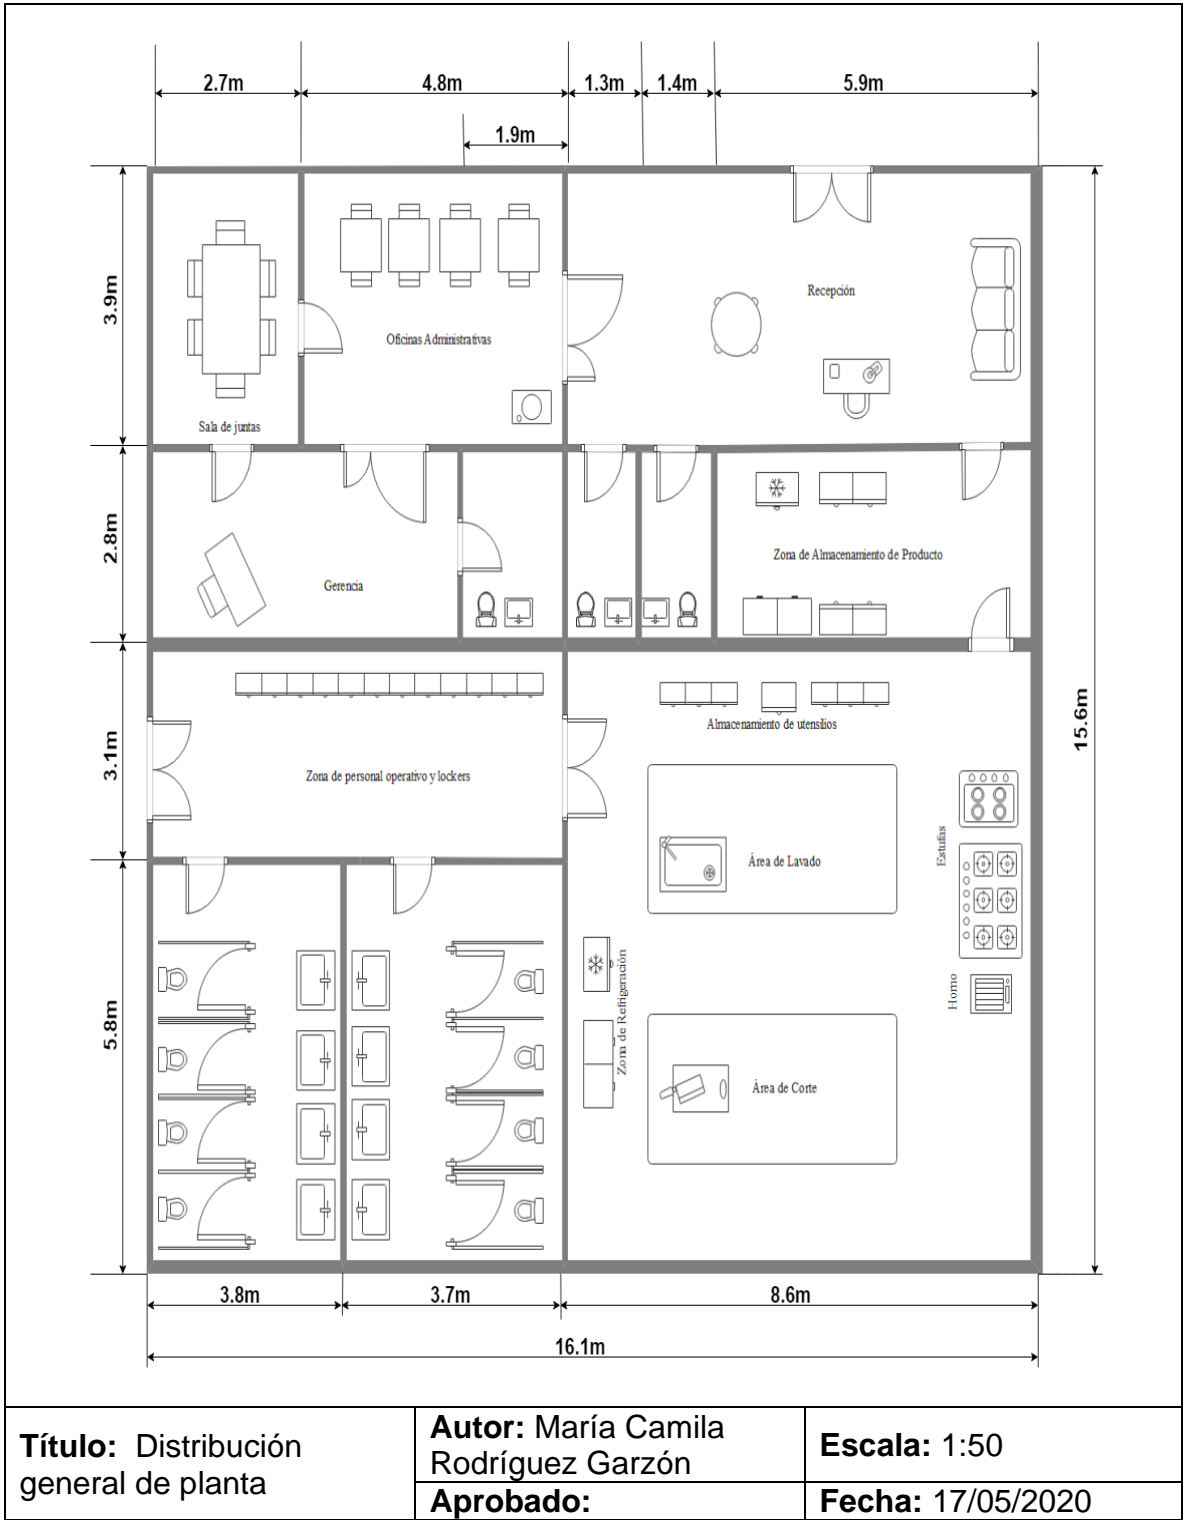 2.7m
4.8m
1.3m
1.4m
5.9m
1.9m
3.9m
Recepción
Oficinas Administrativas
Sala de juntas
2.8m
Zona de Almacenamiento de Producto
Gerencia
Almacenamiento de utensilios
15.6m
3.1m
Zona de personal operativo y lockers
Estufas
Área de Lavado
Zona de Refrigeración
Horno
5.8m
Área de Corte
3.8m
3.7m
8.6m
16.1m
Título: Distribución
general de planta
Autor: María Camila
Rodríguez Garzón
Escala: 1:50
Aprobado:
Fecha: 17/05/2020